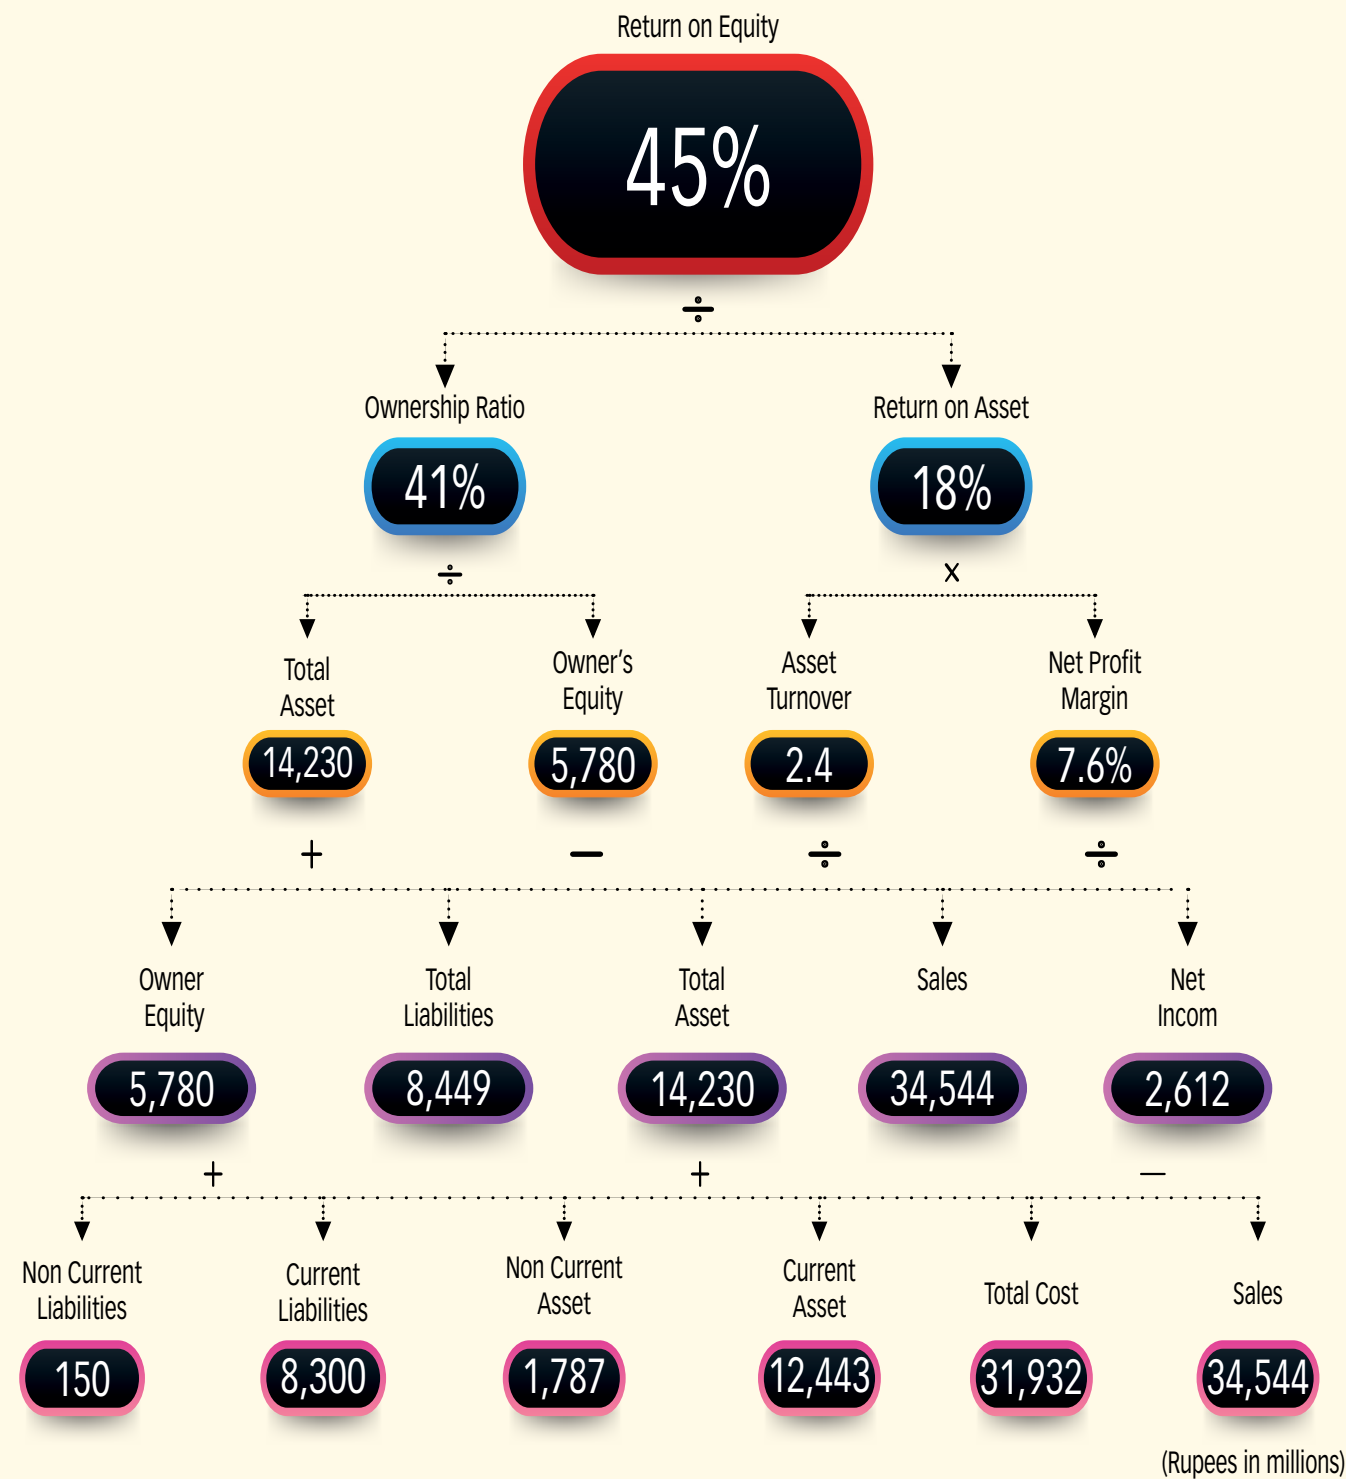 Return on Equity
45%
÷
Ownership Ratio
Return on Asset
41%
18%
÷
×
Total
Asset
Owner’s
Equity
Asset
Turnover
Net Profit
Margin
14,230
5,780
2.4
7.6%
+
−
÷
÷
Owner
Equity
Total
Liabilities
Total
Asset
Sales
Net
Incom
5,780
8,449
14,230
34,544
2,612
+
+
−
Non Current
Liabilities
Current
Liabilities
Non Current
Asset
Current
Asset
Total Cost
Sales
150
8,300
1,787
12,443
31,932
34,544
(Rupees in millions)